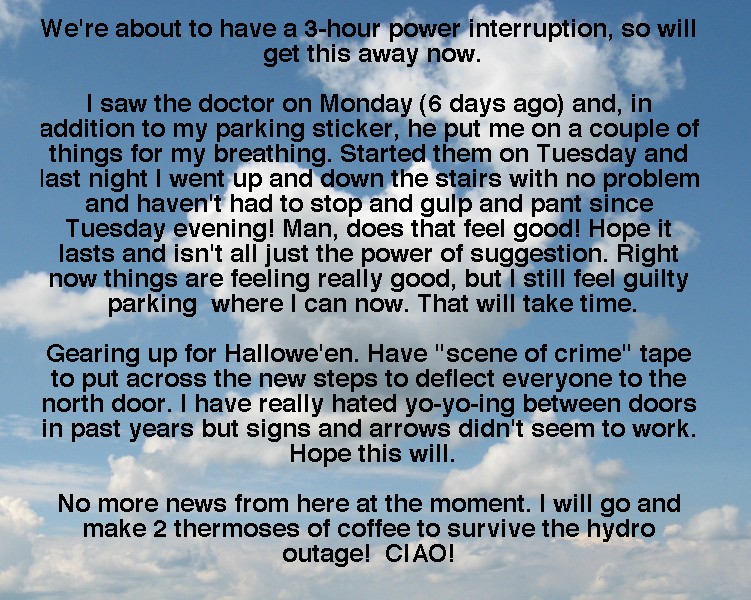 We're about to have a 3-hour power interruption, so will
get this away now.
I saw the doctor on Monday (6 days ago) and, in
addition to my parking sticker, he put me on a couple of
things for my breathing. Started them on Tuesday and
last night I went up and down the stairs with no problem
and haven't had to stop and gulp and pant since
Tuesday evening! Man, does that feel good! Hope it
lasts and isn't all just the power of suggestion. Right
now things are feeling really good, but I still feel guilty
parking  where I can now. That will take time.
Gearing up for Hallowe'en. Have "scene of crime" tape
to put across the new steps to deflect everyone to the
north door. I have really hated yo-yo-ing between doors
in past years but signs and arrows didn't seem to work.
Hope this will.
No more news from here at the moment. I will go and
make 2 thermoses of coffee to survive the hydro
outage!  CIAO!